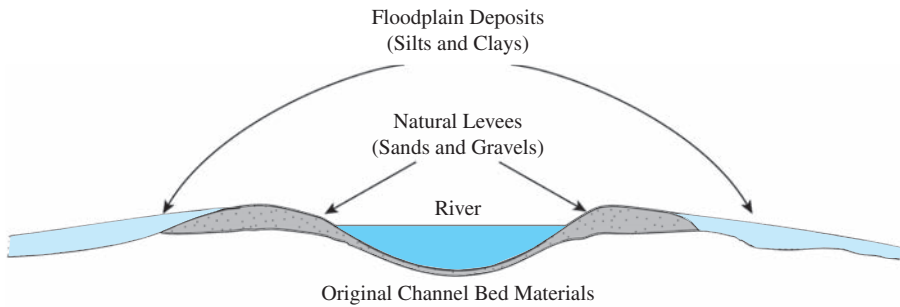 Floodplain Deposits
(Silts and Clays)
Natural Levees
(Sands and Gravels)
River
Original Channel Bed Materials